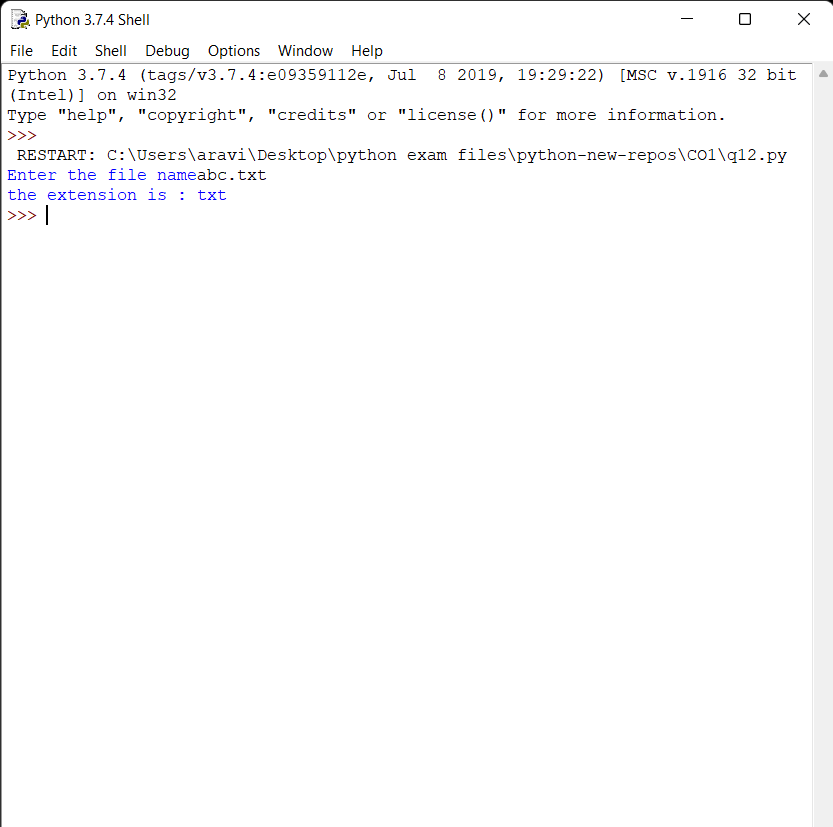 Python 3.7.4 Shell
File Edit Shell Debug Options Window Help
Python 3.7.4 (tags/v3.7.4:e09359112e, Jul  8 2019, 19:29:22) [MSC v.1916 32 bit
(Intel)] on win32
Type "help", "copyright", "credits" or "license()" for more information.
>>>
 RESTART: C:\Users\aravi\Desktop\python exam files\python-new-repos\CO1\q12.py
Enter the file nameabc.txt
the extension is : txt
>>>